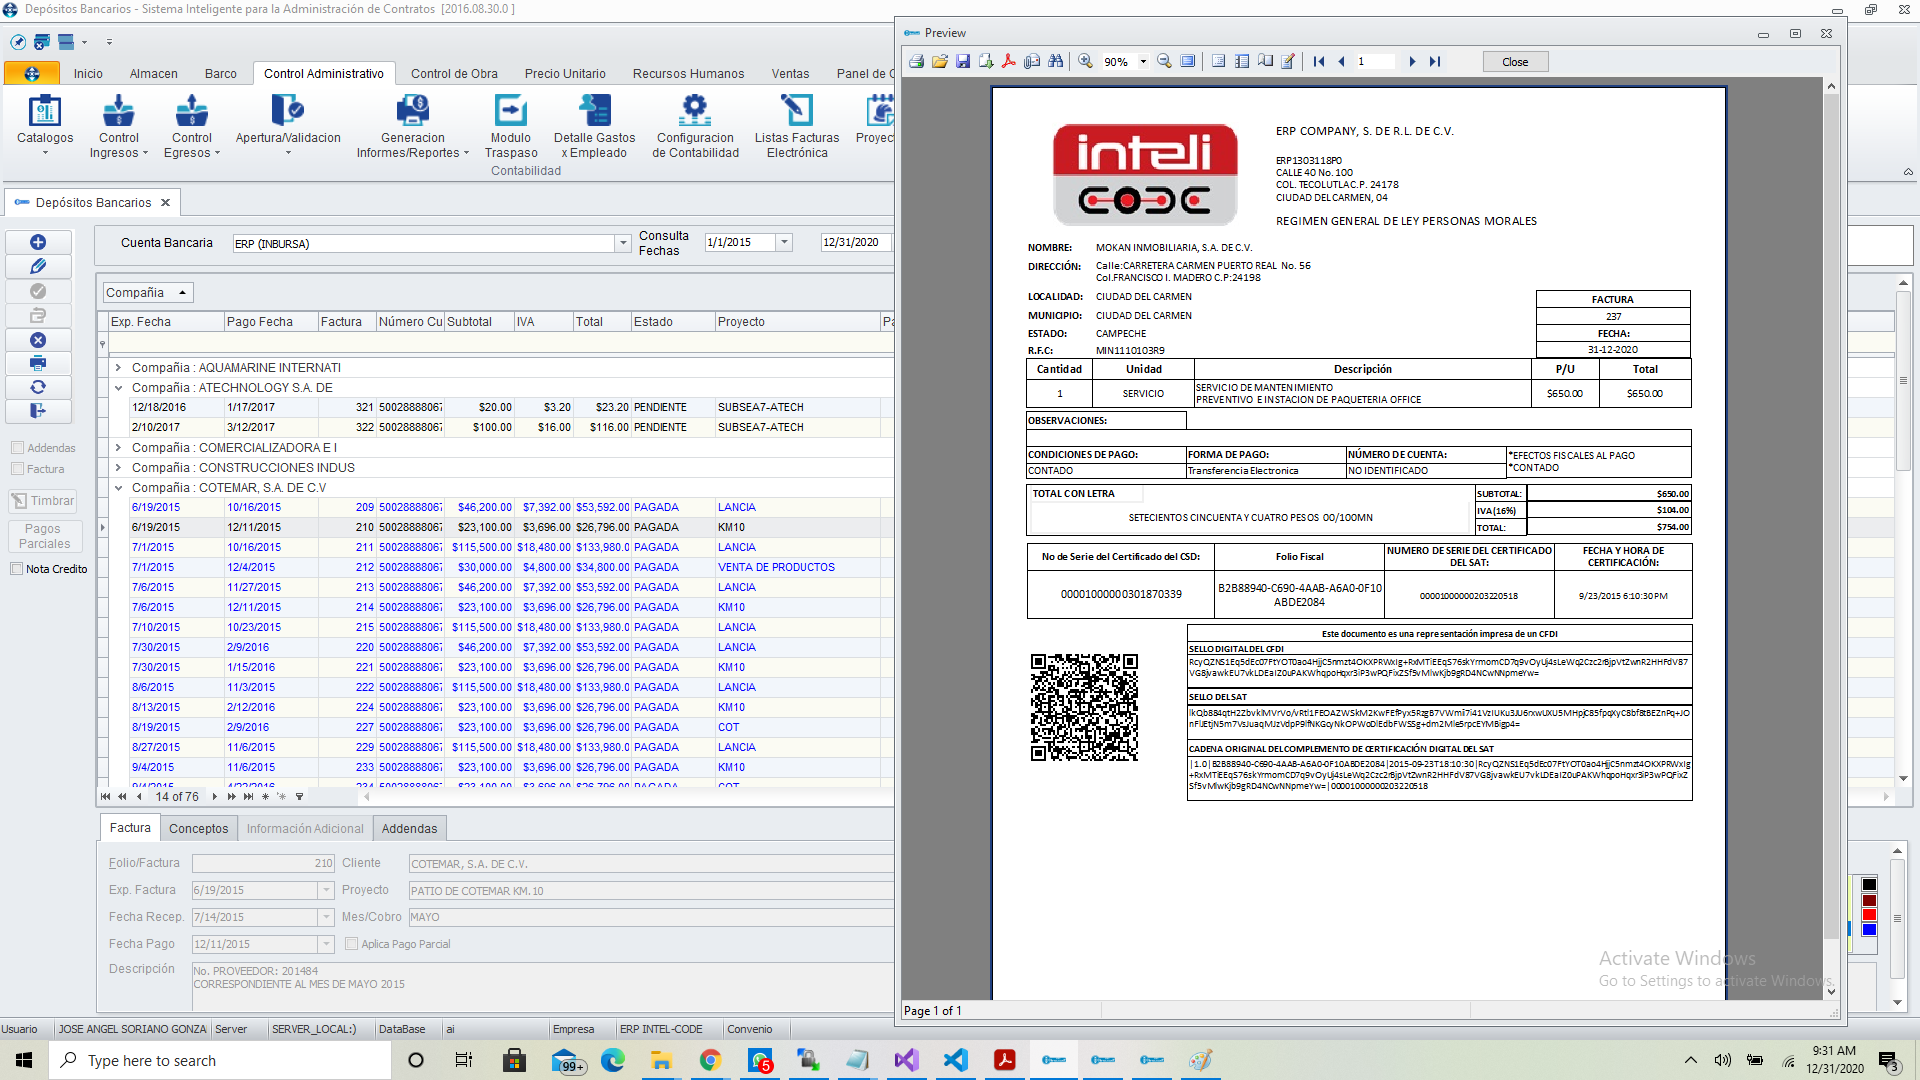 Depósitos Bancarios - Sistema Inteligente para la Administración de Contratos [2016.08.30.0 ]
Inicio Almacen Barco Control Administrativo Control de Obra Precio Unitario Recursos Humanos Ventas Panel de C
Catalogos
Control Ingresos
Control Egresos
Apertura/Validacion
Generacion Informes/Reportes
Modulo Traspaso
Detalle Gastos x Empleado
Configuracion de Contabilidad
Listas Facturas Electrónica
Proyec
Contabilidad
Depósitos Bancarios
Cuenta Bancaria ERP (INBURSA) Consulta Fechas 1/1/2015 12/31/2020
Compañia
Exp. Fecha Pago Fecha Factura Número Cu Subtotal IVA Total Estado Proyecto Pa
Compañia : AQUAMARINE INTERNATI
Compañia : ATECHNOLOGY S.A. DE
12/18/2016 1/17/2017 321 50028888067 $20.00 $3.20 $23.20 PENDIENTE SUBSEA7-ATECH
2/10/2017 3/12/2017 322 50028888067 $100.00 $16.00 $116.00 PENDIENTE SUBSEA7-ATECH
Compañia : COMERCIALIZADORA E I
Compañia : CONSTRUCCIONES INDUS
Compañia : COTEMAR, S.A. DE C.V
6/19/2015 10/16/2015 209 50028888067 $46,200.00 $7,392.00 $53,592.00 PAGADA LANCIA
6/19/2015 12/11/2015 210 50028888067 $23,100.00 $3,696.00 $26,796.00 PAGADA KM10
7/1/2015 10/16/2015 211 50028888067 $115,500.00 $18,480.00 $133,980.0 PAGADA LANCIA
7/1/2015 12/4/2015 212 50028888067 $30,000.00 $4,800.00 $34,800.00 PAGADA VENTA DE PRODUCTOS
7/6/2015 11/27/2015 213 50028888067 $46,200.00 $7,392.00 $53,592.00 PAGADA LANCIA
7/6/2015 12/11/2015 214 50028888067 $23,100.00 $3,696.00 $26,796.00 PAGADA KM10
7/10/2015 10/23/2015 215 50028888067 $115,500.00 $18,480.00 $133,980.0 PAGADA LANCIA
7/30/2015 2/9/2016 220 50028888067 $46,200.00 $7,392.00 $53,592.00 PAGADA LANCIA
7/30/2015 1/15/2016 221 50028888067 $23,100.00 $3,696.00 $26,796.00 PAGADA KM10
8/6/2015 11/3/2015 222 50028888067 $115,500.00 $18,480.00 $133,980.0 PAGADA LANCIA
8/13/2015 2/12/2016 224 50028888067 $23,100.00 $3,696.00 $26,796.00 PAGADA KM10
8/19/2015 2/9/2016 227 50028888067 $23,100.00 $3,696.00 $26,796.00 PAGADA COT
8/27/2015 11/6/2015 229 50028888067 $115,500.00 $18,480.00 $133,980.0 PAGADA LANCIA
9/4/2015 11/6/2015 233 50028888067 $23,100.00 $3,696.00 $26,796.00 PAGADA KM10
Addendas
Factura
Timbrar
Pagos Parciales
Nota Credito
14 of 76
Factura Conceptos Información Adicional Addendas
Folio/Factura 210 Cliente COTEMAR, S.A. DE C.V.
Exp. Factura 6/19/2015 Proyecto PATIO DE COTEMAR KM.10
Fecha Recep. 7/14/2015 Mes/Cobro MAYO
Fecha Pago 12/11/2015 Aplica Pago Parcial
Descripción No. PROVEEDOR: 201484
CORRESPONDIENTE AL MES DE MAYO 2015
Usuario JOSE ANGEL SORIANO GONZA Server SERVER_LOCAL:) DataBase ai Empresa ERP INTEL-CODE Convenio
Preview
90% 1 Close
inteli
CODE
ERP COMPANY, S. DE R.L. DE C.V.
ERP1303118P0
CALLE 40 No. 100
COL. TECOLUTLA C.P. 24178
CIUDAD DEL CARMEN, 04
REGIMEN GENERAL DE LEY PERSONAS MORALES
NOMBRE: MOKAN INMOBILIARIA, S.A. DE C.V.
DIRECCIÓN: Calle:CARRETERA CARMEN PUERTO REAL No. 56
Col.FRANCISCO I. MADERO C.P:24198
LOCALIDAD: CIUDAD DEL CARMEN
MUNICIPIO: CIUDAD DEL CARMEN
ESTADO: CAMPECHE
R.F.C: MIN1110103R9
FACTURA
237
FECHA:
31-12-2020
Cantidad Unidad Descripción P/U Total
1 SERVICIO SERVICIO DE MANTENIMIENTO
PREVENTIVO E INSTACION DE PAQUETERIA OFFICE $650.00 $650.00
OBSERVACIONES:
CONDICIONES DE PAGO: FORMA DE PAGO: NÚMERO DE CUENTA: *EFECTOS FISCALES AL PAGO
CONTADO Transferencia Electronica NO IDENTIFICADO *CONTADO
TOTAL CON LETRA
SETECIENTOS CINCUENTA Y CUATRO PESOS 00/100MN
SUBTOTAL: $650.00
IVA(16%) $104.00
TOTAL: $754.00
No de Serie del Certificado del CSD: Folio Fiscal NUMERO DE SERIE DEL CERTIFICADO DEL SAT: FECHA Y HORA DE CERTIFICACIÓN:
00001000000301870339 B2B88940-C690-4AAB-A6A0-0F10ABDE2084 00001000000203220518 9/23/2015 6:10:30 PM
Este documento es una representación impresa de un CFDI
SELLO DIGITAL DEL CFDI
SELLO DEL SAT
CADENA ORIGINAL DEL COMPLEMENTO DE CERTIFICACIÓN DIGITAL DEL SAT
Activate Windows
Go to Settings to activate Windows.
Page 1 of 1
Type here to search
99+
5
9:31 AM
12/31/2020
3